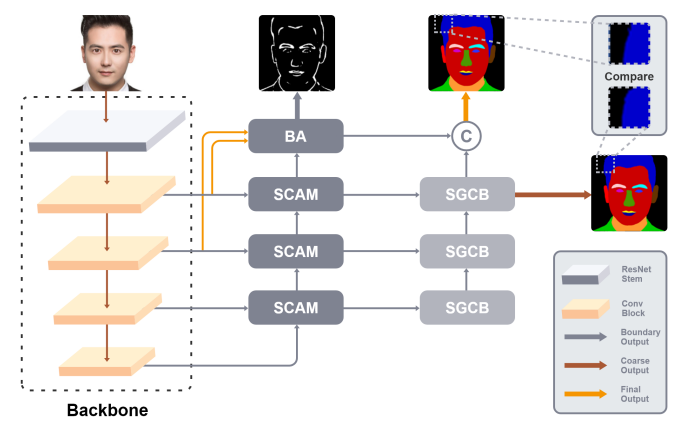 Compare
BA
C
SCAM
SGCB
SCAM
SGCB
SCAM
SGCB
Backbone
ResNet
Stem
Conv
Block
Boundary
Output
Coarse
Output
Final
Output